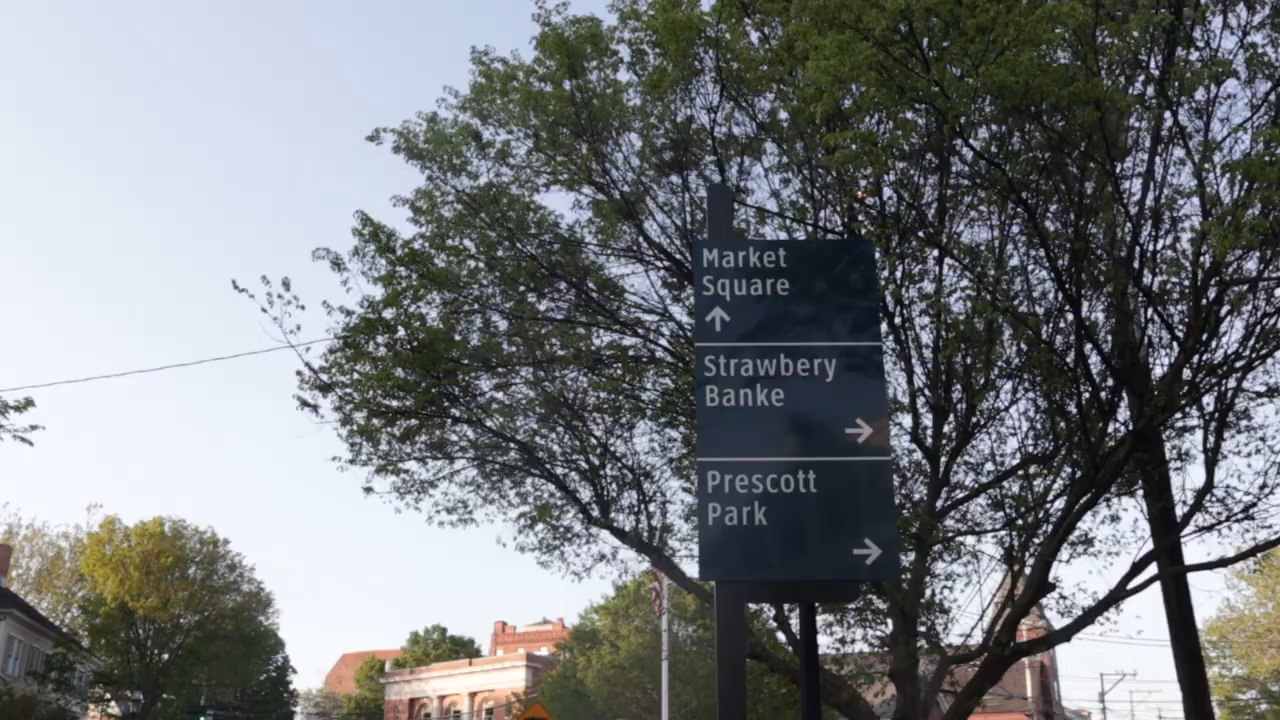 Market
Square
↑
Strawbery
Banke
→
Prescott
Park
→